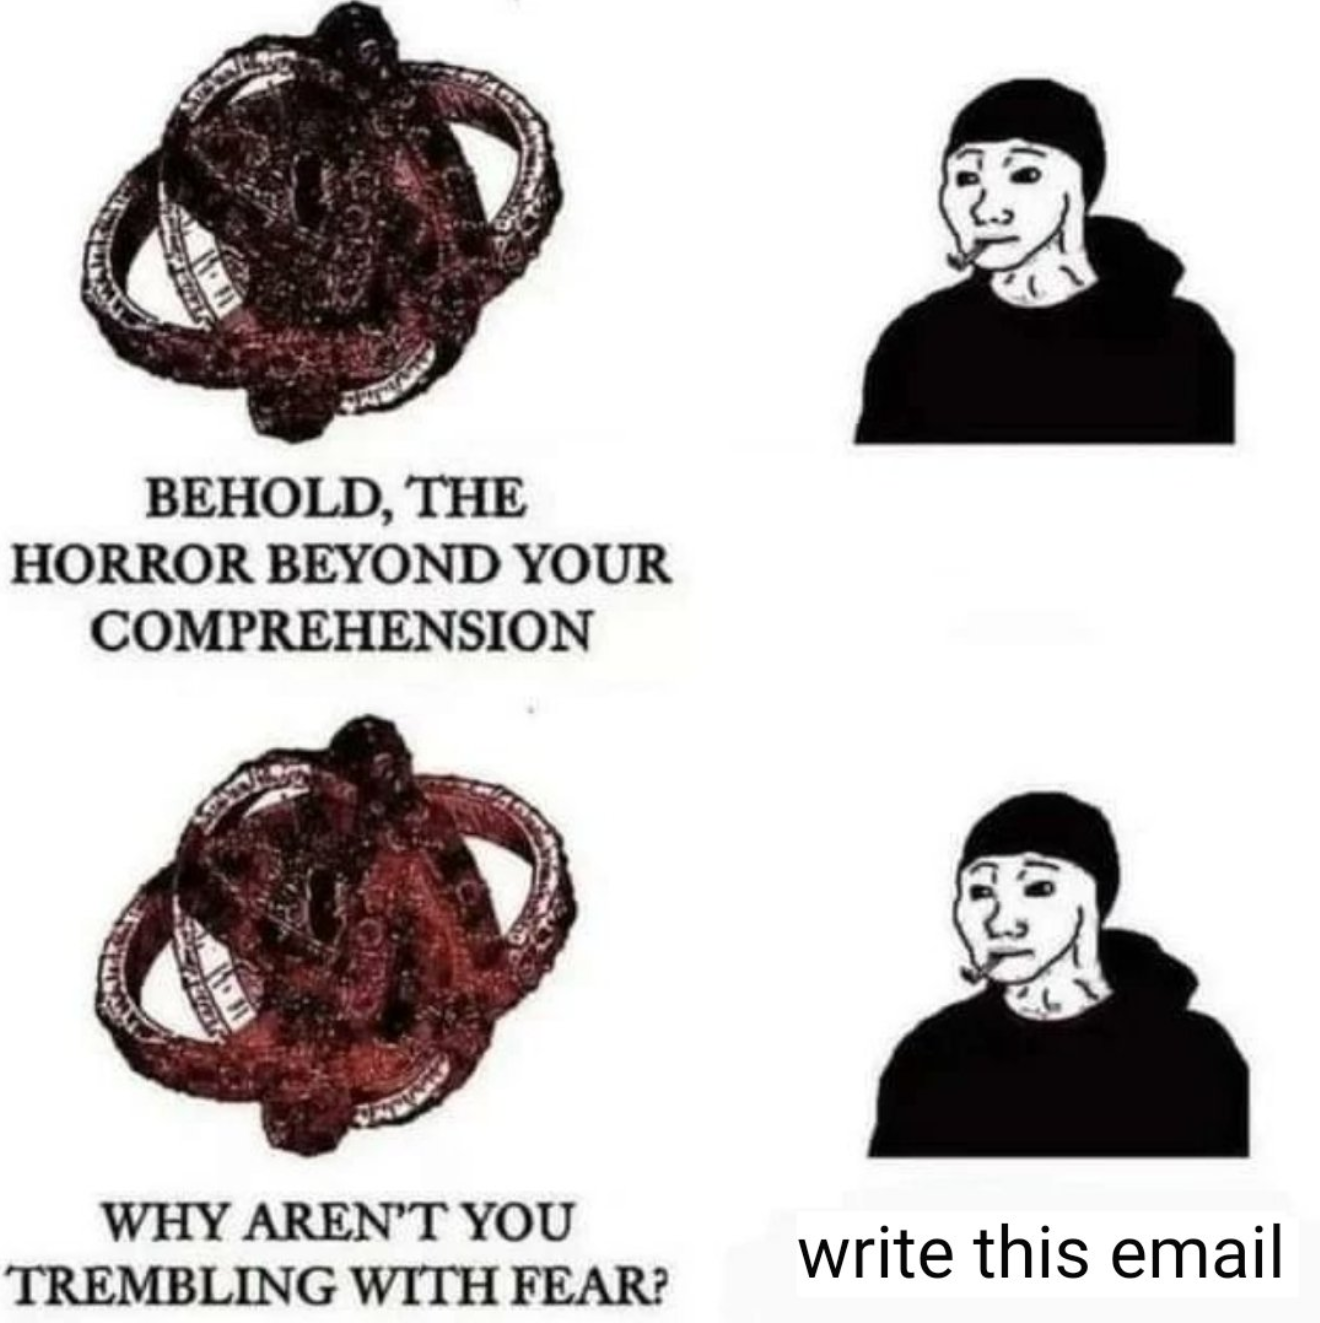 BEHOLD, THE
HORROR BEYOND YOUR
COMPREHENSION
WHY AREN'T YOU
TREMBLING WITH FEAR?
write this email